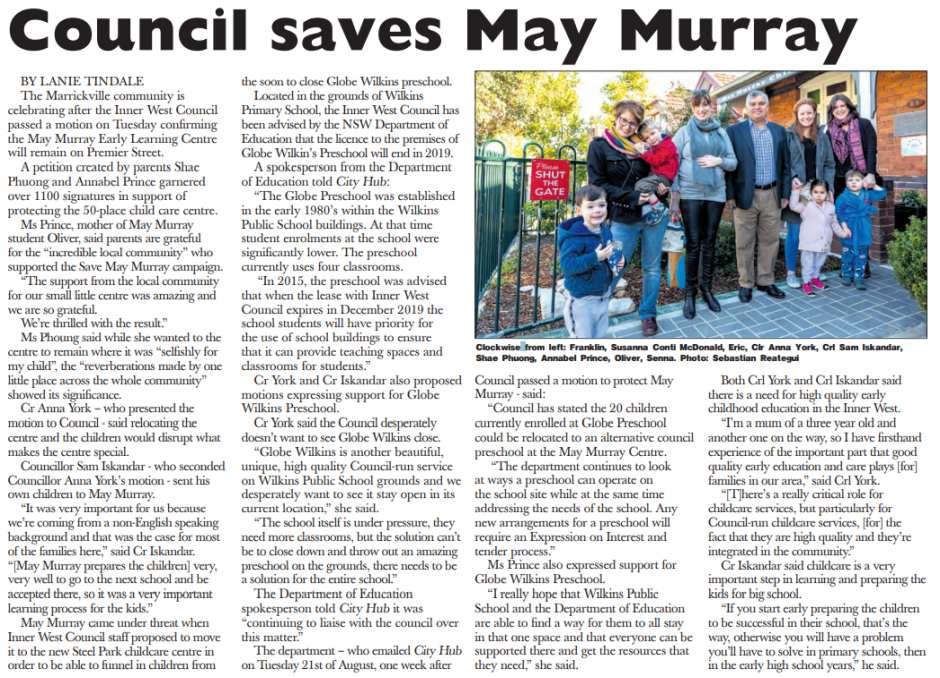 Council saves May Murray
BY LANIE TINDALE
The Marrickville community is
celebrating after the Inner West Council
passed a motion on Tuesday confirming
the May Murray Early Learning Centre
will remain on Premier Street.
A petition created by parents Shae
Phuong and Annabel Prince garnered
over 1100 signatures in support of
protecting the 50-place child care centre.
Ms Prince, mother of May Murray
student Oliver, said parents are grateful
for the “incredible local community” who
supported the Save May Murray campaign.
“The support from the local community
for our small little centre was amazing and
we are so grateful.
We’re thrilled with the result.”
Ms Phoung said while she wanted to the
centre to remain where it was “selfishly for
my child”, the “reverberations made by one
little place across the whole community”
showed its significance.
Cr Anna York – who presented the
motion to Council - said relocating the
centre and the children would disrupt what
makes the centre special.
Councillor Sam Iskandar - who seconded
Councillor Anna York’s motion - sent his
own children to May Murray.
“It was very important for us because
we’re coming from a non-English speaking
background and that was the case for most
of the families here,” said Cr Iskandar.
“[May Murray prepares the children] very,
very well to go to the next school and be
accepted there, so it was a very important
learning process for the kids.”
May Murray came under threat when
Inner West Council staff proposed to move
it to the new Steel Park childcare centre in
order to be able to funnel in children from
the soon to close Globe Wilkins preschool.
Located in the grounds of Wilkins
Primary School, the Inner West Council has
been advised by the NSW Department of
Education that the licence to the premises of
Globe Wilkin’s Preschool will end in 2019.
A spokesperson from the Department
of Education told City Hub:
“The Globe Preschool was established
in the early 1980’s within the Wilkins
Public School buildings. At that time
student enrolments at the school were
significantly lower. The preschool
currently uses four classrooms.
“In 2015, the preschool was advised
that when the lease with Inner West
Council expires in December 2019 the
school students will have priority for
the use of school buildings to ensure
that it can provide teaching spaces and
classrooms for students.”
Cr York and Cr Iskandar also proposed
motions expressing support for Globe
Wilkins Preschool.
Cr York said the Council desperately
doesn’t want to see Globe Wilkins close.
“Globe Wilkins is another beautiful,
unique, high quality Council-run service
on Wilkins Public School grounds and we
desperately want to see it stay open in its
current location,” she said.
“The school itself is under pressure, they
need more classrooms, but the solution can’t
be to close down and throw out an amazing
preschool on the grounds, there needs to be
a solution for the entire school.”
The Department of Education
spokesperson told City Hub it was
“continuing to liaise with the council over
this matter.”
The department – who emailed City Hub
on Tuesday 21st of August, one week after
PLEASE
SHUT
THE
GATE
Clockwise from left: Franklin, Susanna Conti McDonald, Eric, Clr Anna York, Crl Sam Iskandar,
Shae Phuong, Annabel Prince, Oliver, Senna. Photo: Sebastian Reategui
Council passed a motion to protect May
Murray - said:
“Council has stated the 20 children
currently enrolled at Globe Preschool
could be relocated to an alternative council
preschool at the May Murray Centre.
“The department continues to look
at ways a preschool can operate on
the school site while at the same time
addressing the needs of the school. Any
new arrangements for a preschool will
require an Expression on Interest and
tender process.”
Ms Prince also expressed support for
Globe Wilkins Preschool.
“I really hope that Wilkins Public
School and the Department of Education
are able to find a way for them to all stay
in that one space and that everyone can be
supported there and get the resources that
they need,” she said.
Both Crl York and Crl Iskandar said
there is a need for high quality early
childhood education in the Inner West.
“I’m a mum of a three year old and
another one on the way, so I have firsthand
experience of the important part that good
quality early education and care plays [for]
families in our area,” said Crl York.
“[T]here’s a really critical role for
childcare services, but particularly for
Council-run childcare services, [for] the
fact that they are high quality and they’re
integrated in the community.”
Cr Iskandar said childcare is a very
important step in learning and preparing the
kids for big school.
“If you start early preparing the children
to be successful in their school, that’s the
way, otherwise you will have a problem
you’ll have to solve in primary schools, then
in the early high school years,” he said.